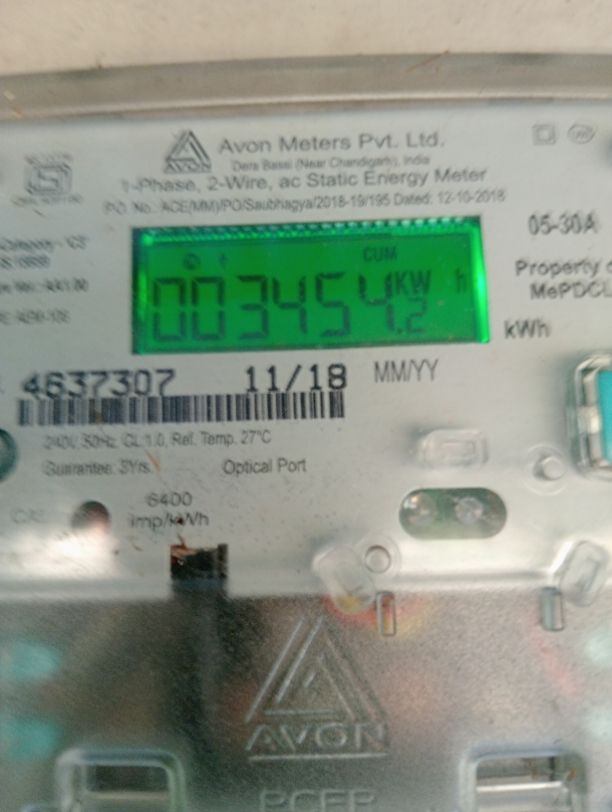 AVON
Avon Meters Pvt. Ltd.
Dera Bassi (Near Chandigarh), India
1-Phase, 2-Wire, ac Static Energy Meter
P.O. No.: ACE(MM)/PO/Saubhagya/2018-19/195 Dated: 12-10-2018
05-30A
CUM
003454.2 KW h
Property
MePDCL
kWh
4637307 11/18 MM/YY
240V, 50Hz, CL.1.0, Ref. Temp. 27°C
Guarantee: 5Yrs. Optical Port
6400
imp/kWh
CAL
AVON